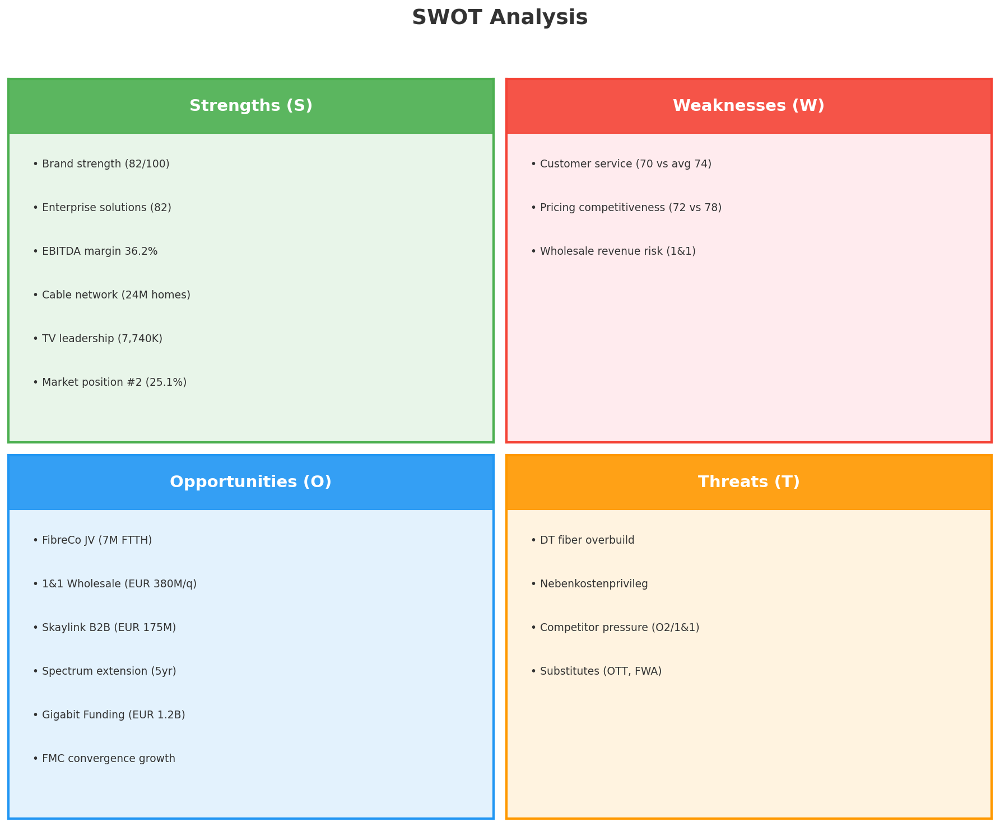 SWOT Analysis
Strengths (S)
• Brand strength (82/100)
• Enterprise solutions (82)
• EBITDA margin 36.2%
• Cable network (24M homes)
• TV leadership (7,740K)
• Market position #2 (25.1%)
Weaknesses (W)
• Customer service (70 vs avg 74)
• Pricing competitiveness (72 vs 78)
• Wholesale revenue risk (1&1)
Opportunities (O)
• FibreCo JV (7M FTTH)
• 1&1 Wholesale (EUR 380M/q)
• Skaylink B2B (EUR 175M)
• Spectrum extension (5yr)
• Gigabit Funding (EUR 1.2B)
• FMC convergence growth
Threats (T)
• DT fiber overbuild
• Nebenkostenprivileg
• Competitor pressure (O2/1&1)
• Substitutes (OTT, FWA)